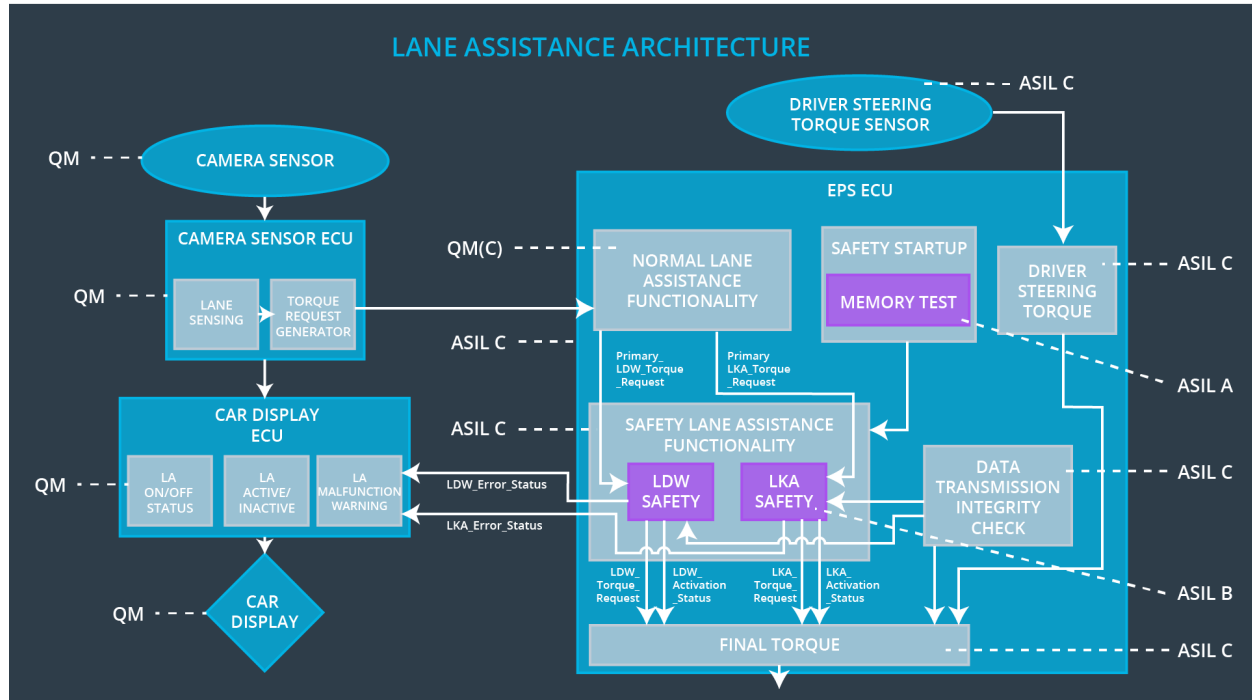 LANE ASSISTANCE ARCHITECTURE
ASIL C
DRIVER STEERING
TORQUE SENSOR
QM
CAMERA SENSOR
EPS ECU
CAMERA SENSOR ECU
QM(C)
NORMAL LANE
ASSISTANCE
FUNCTIONALITY
SAFETY STARTUP
MEMORY TEST
DRIVER
STEERING
TORQUE
ASIL C
QM
LANE
SENSING
TORQUE
REQUEST
GENERATOR
ASIL C
Primary_
LDW_Torque
_Request
Primary
LKA_Torque
_Request
ASIL A
CAR DISPLAY
ECU
ASIL C
SAFETY LANE ASSISTANCE
FUNCTIONALITY
QM
LA
ON/OFF
STATUS
LA
ACTIVE/
INACTIVE
LA
MALFUNCTION
WARNING
LDW_Error_Status
LKA_Error_Status
LDW
SAFETY
LKA
SAFETY
DATA
TRANSMISSION
INTEGRITY
CHECK
ASIL C
LDW_
Torque_
Request
LDW_
Activation
_Status
LKA_
Torque_
Request
LKA_
Activation
_Status
ASIL B
QM
CAR
DISPLAY
FINAL TORQUE
ASIL C